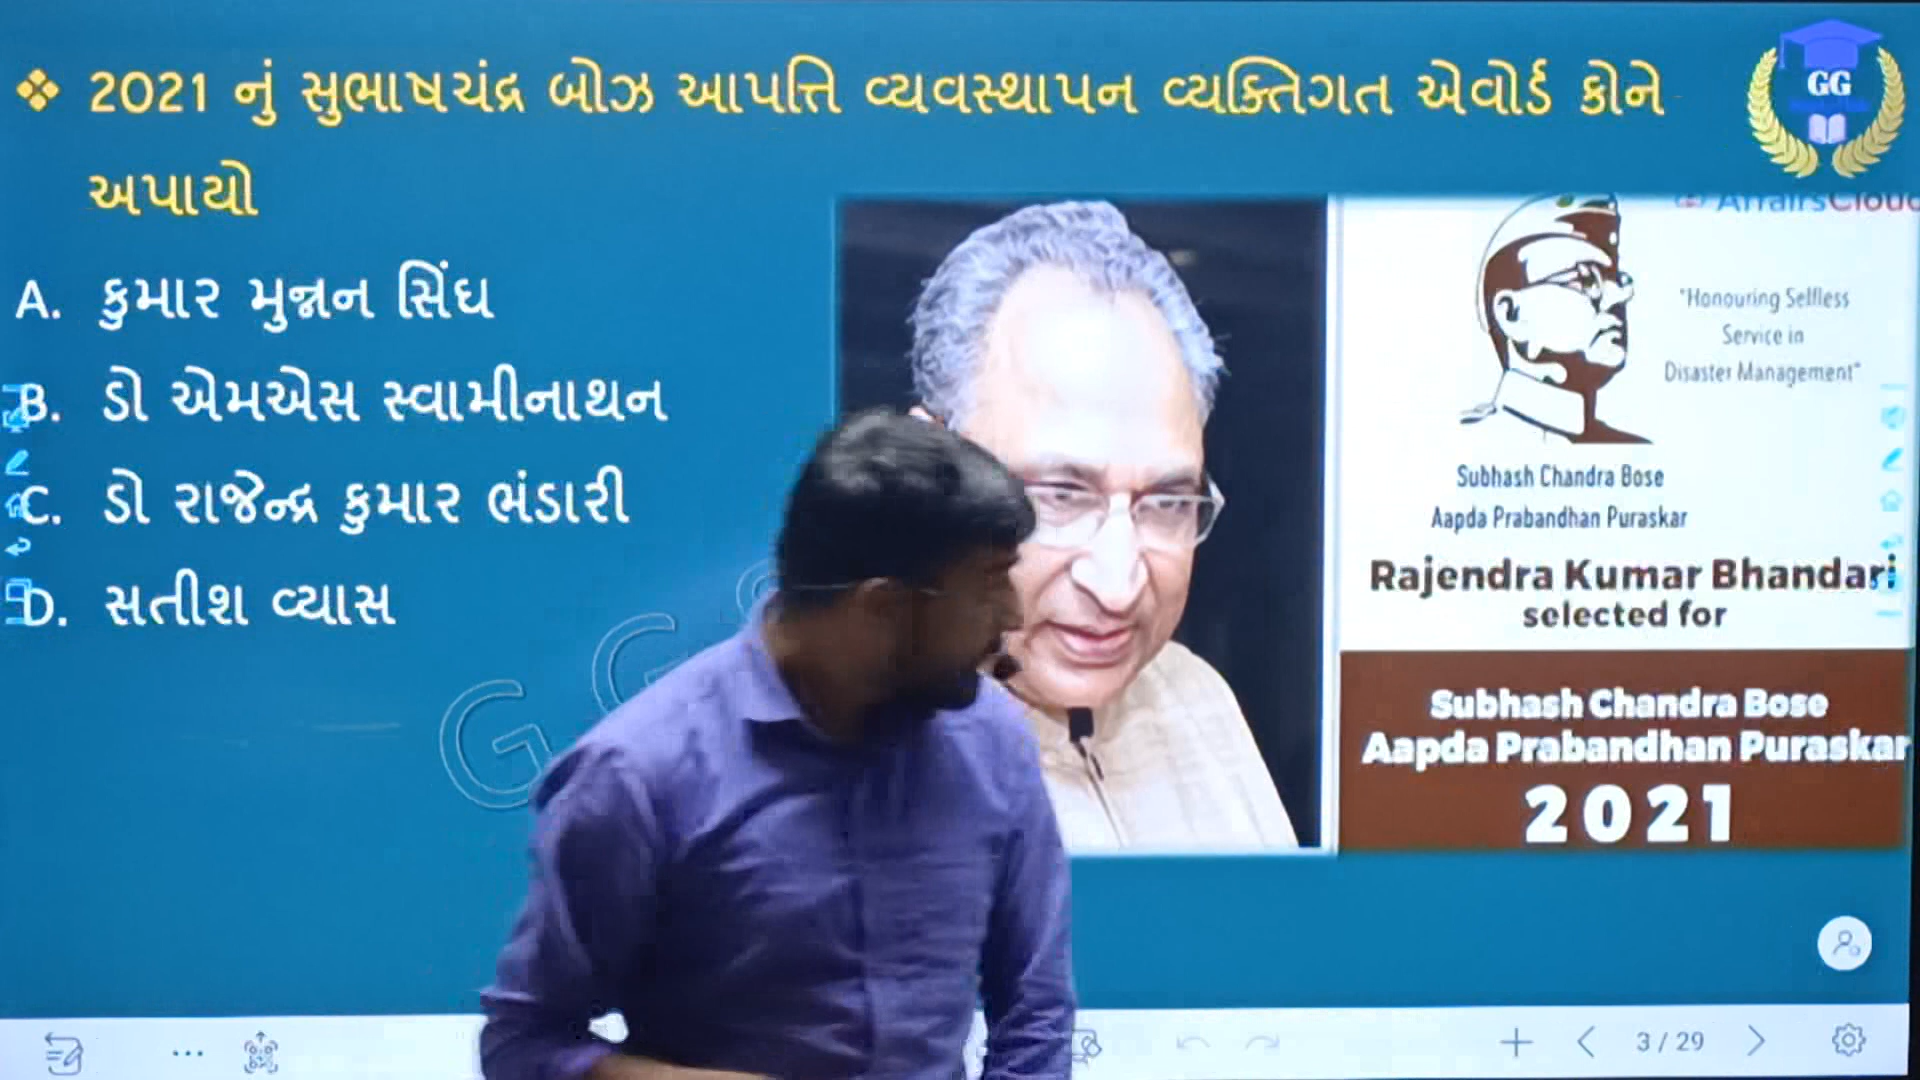 ❖ 2021 નું સુભાષચંદ્ર બોઝ આપત્તિ વ્યવસ્થાપન વ્યક્તિગત એવોર્ડ કોને
અપાયો
A. કુમાર મુન્નન સિંઘ
B. ડો એમએસ સ્વામીનાથન
C. ડો રાજેન્દ્ર કુમાર ભંડારી
D. સતીશ વ્યાસ
GG
AffairsCloud
"Honouring Selfless
Service in
Disaster Management"
Subhash Chandra Bose
Aapda Prabandhan Puraskar
Rajendra Kumar Bhandari
selected for
Subhash Chandra Bose
Aapda Prabandhan Puraskar
2021
G G
3 / 29